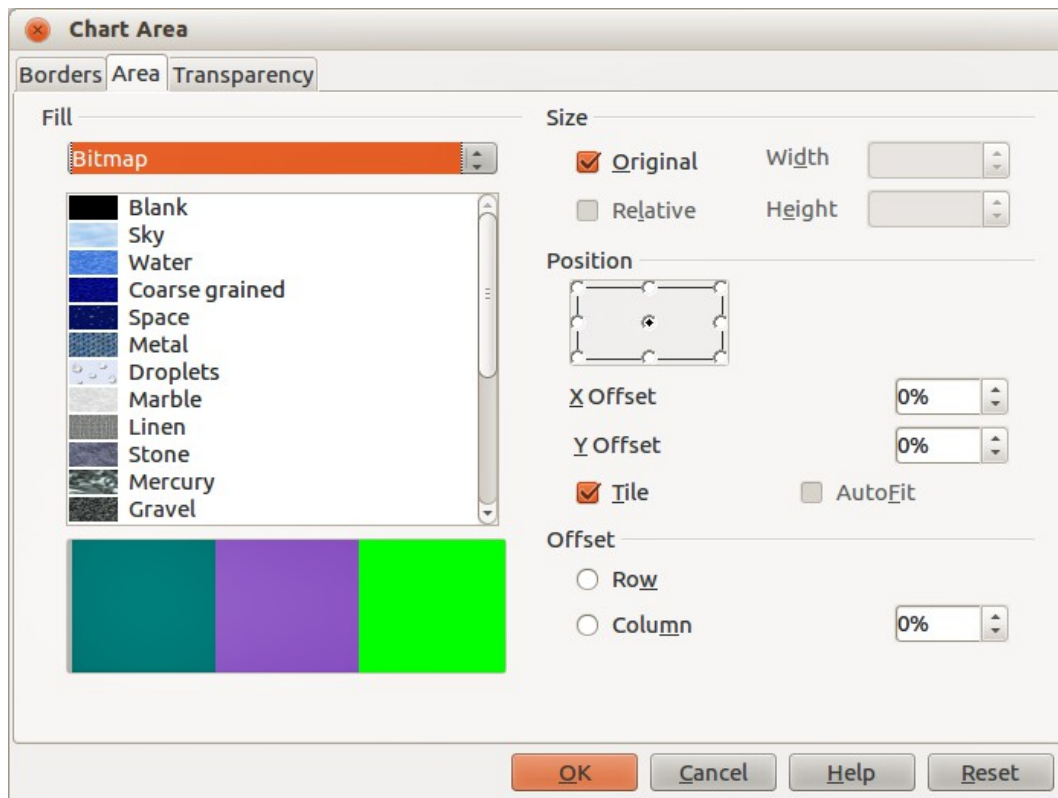 Chart Area
Borders Area Transparency
Fill
Bitmap
Blank
Sky
Water
Coarse grained
Space
Metal
Droplets
Marble
Linen
Stone
Mercury
Gravel
Size
Original Width
Relative Height
Position
X Offset 0%
Y Offset 0%
Tile AutoFit
Offset
Row
Column 0%
OK Cancel Help Reset